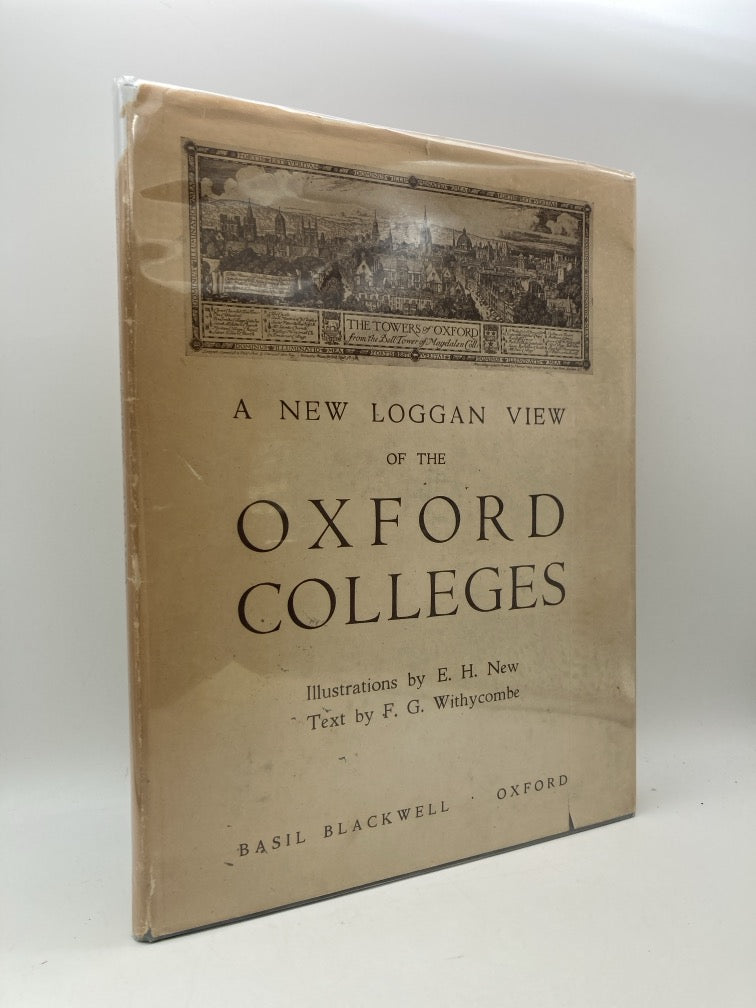 THE TOWERS of OXFORD
from the Bell Tower of Magdalen Coll.
A NEW LOGGAN VIEW
OF THE
OXFORD
COLLEGES
Illustrations by E. H. New
Text by F. G. Withycombe
BASIL BLACKWELL · OXFORD